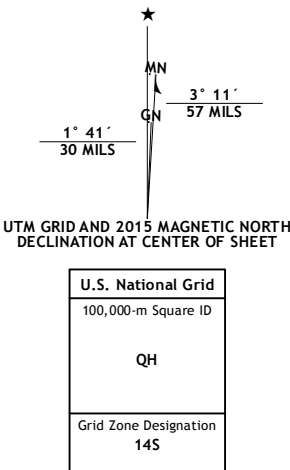 ★
MN
GN
3° 11´
57 MILS
1° 41´
30 MILS
UTM GRID AND 2015 MAGNETIC NORTH
DECLINATION AT CENTER OF SHEET
U.S. National Grid
100,000-m Square ID
QH
Grid Zone Designation
14S